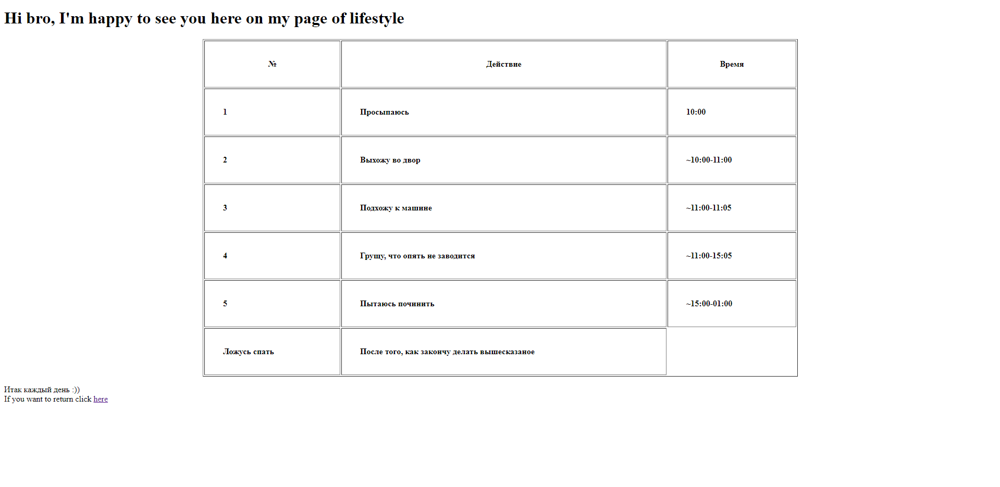 Hi bro, I'm happy to see you here on my page of lifestyle
№ Действие Время
1 Просыпаюсь 10:00
2 Выхожу во двор ~10:00-11:00
3 Подхожу к машине ~11:00-11:05
4 Грущу, что опять не заводится ~11:00-15:05
5 Пытаюсь починить ~15:00-01:00
Ложусь спать После того, как закончу делать вышесказаное
Итак каждый день :))
If you want to return click here